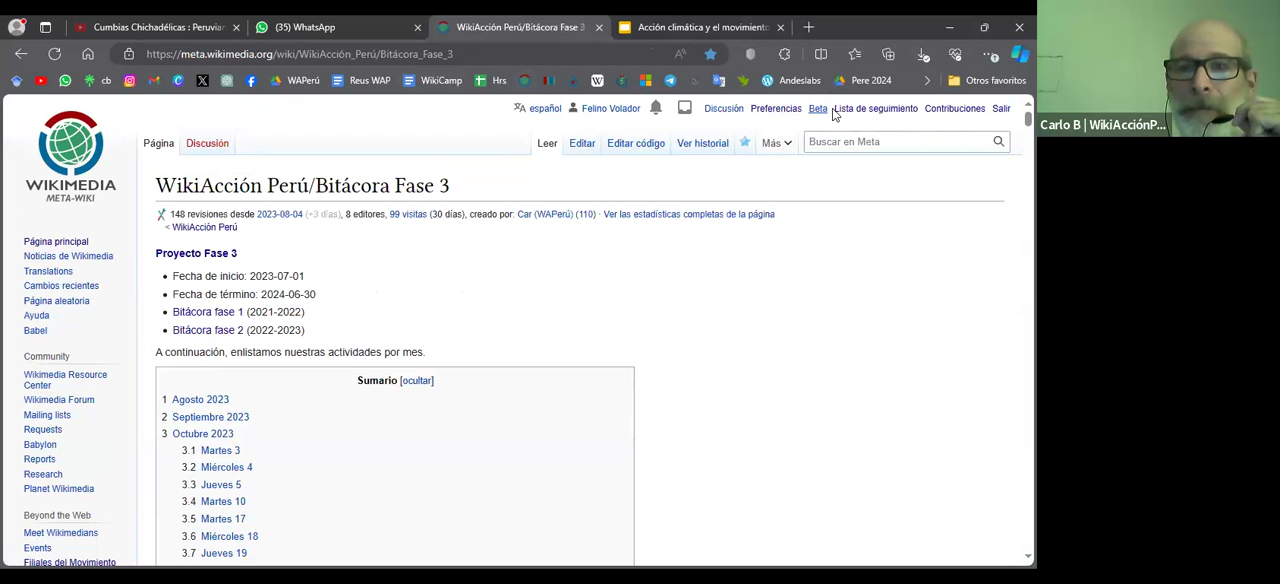 Cumbias Chichadélicas: Peruvian
(35) WhatsApp
WikiAcción Perú/Bitácora Fase 3
Acción climática y el movimiento
https://meta.wikimedia.org/wiki/WikiAcción_Perú/Bitácora_Fase_3
cb
WAPerú
Reus WAP
WikiCamp
Hrs
Andeslabs
Pere 2024
Otros favoritos
español
Felino Volador
Discusión
Preferencias
Beta
Lista de seguimiento
Contribuciones
Salir
Página
Discusión
Leer
Editar
Editar código
Ver historial
Más
Buscar en Meta
WIKIMEDIA
META-WIKI
Página principal
Noticias de Wikimedia
Translations
Cambios recientes
Página aleatoria
Ayuda
Babel
Community
Wikimedia Resource
Center
Wikimedia Forum
Mailing lists
Requests
Babylon
Reports
Research
Planet Wikimedia
Beyond the Web
Meet Wikimedians
Events
Filiales del Movimiento
WikiAcción Perú/Bitácora Fase 3
148 revisiones desde 2023-08-04 (+3 días), 8 editores, 99 visitas (30 días), creado por: Car (WAPerú) (110) · Ver las estadísticas completas de la página
< WikiAcción Perú
Proyecto Fase 3
• Fecha de inicio: 2023-07-01
• Fecha de término: 2024-06-30
• Bitácora fase 1 (2021-2022)
• Bitácora fase 2 (2022-2023)
A continuación, enlistamos nuestras actividades por mes.
Sumario [ocultar]
1 Agosto 2023
2 Septiembre 2023
3 Octubre 2023
3.1 Martes 3
3.2 Miércoles 4
3.3 Jueves 5
3.4 Martes 10
3.5 Martes 17
3.6 Miércoles 18
3.7 Jueves 19
Carlo B | WikiAcciónP...